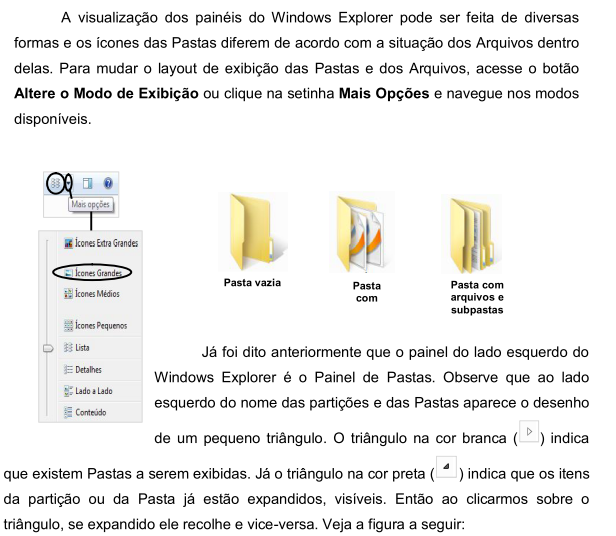 A visualização dos painéis do Windows Explorer pode ser feita de diversas
formas e os ícones das Pastas diferem de acordo com a situação dos Arquivos dentro
delas. Para mudar o layout de exibição das Pastas e dos Arquivos, acesse o botão
Altere o Modo de Exibição ou clique na setinha Mais Opções e navegue nos modos
disponíveis.
Mais opções
Ícones Extra Grandes
Ícones Grandes
Ícones Médios
Ícones Pequenos
Lista
Detalhes
Lado a Lado
Conteúdo
Pasta vazia
Pasta
com
Pasta com
arquivos e
subpastas
Já foi dito anteriormente que o painel do lado esquerdo do
Windows Explorer é o Painel de Pastas. Observe que ao lado
esquerdo do nome das partições e das Pastas aparece o desenho
de um pequeno triângulo. O triângulo na cor branca ( ) indica
que existem Pastas a serem exibidas. Já o triângulo na cor preta ( ) indica que os itens
da partição ou da Pasta já estão expandidos, visíveis. Então ao clicarmos sobre o
triângulo, se expandido ele recolhe e vice-versa. Veja a figura a seguir: